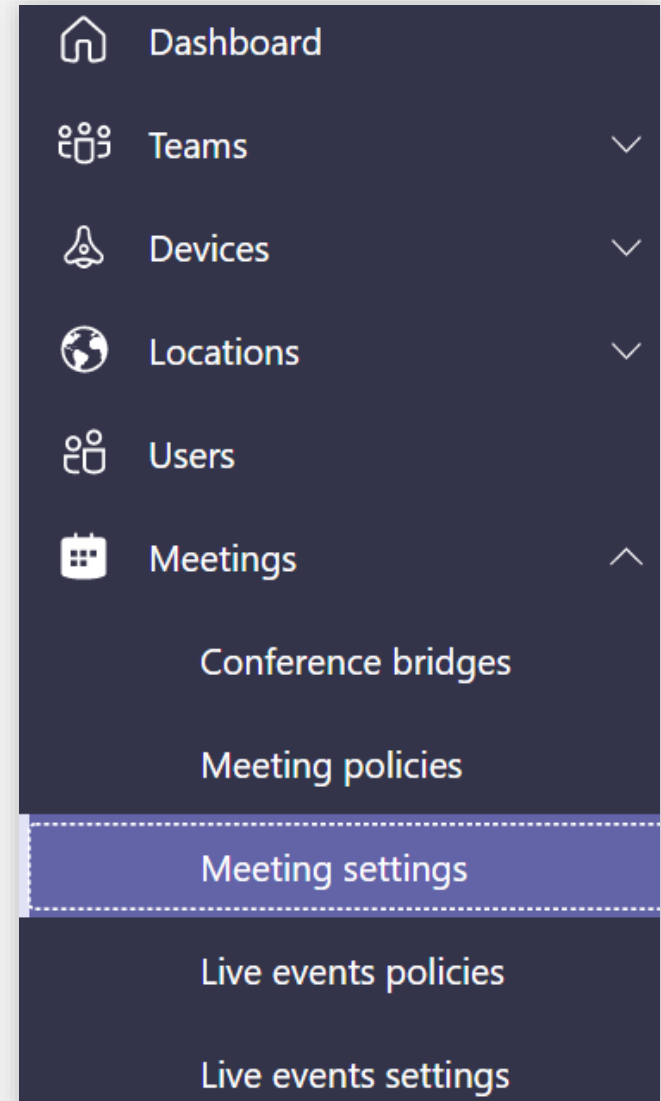 Dashboard
Teams
Devices
Locations
Users
Meetings
Conference bridges
Meeting policies
Meeting settings
Live events policies
Live events settings